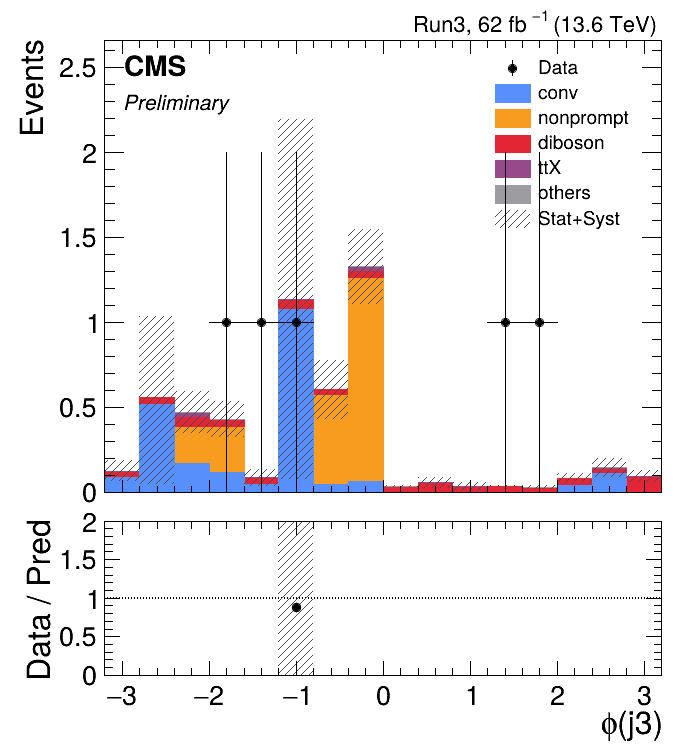 Run3, 62 fb⁻¹ (13.6 TeV)
CMS
Preliminary
Events
2.5
2
1.5
1
0.5
0
Data
conv
nonprompt
diboson
ttX
others
Stat+Syst
Data / Pred
2
1.5
1
0.5
0
−3 −2 −1 0 1 2 3
ϕ(j3)